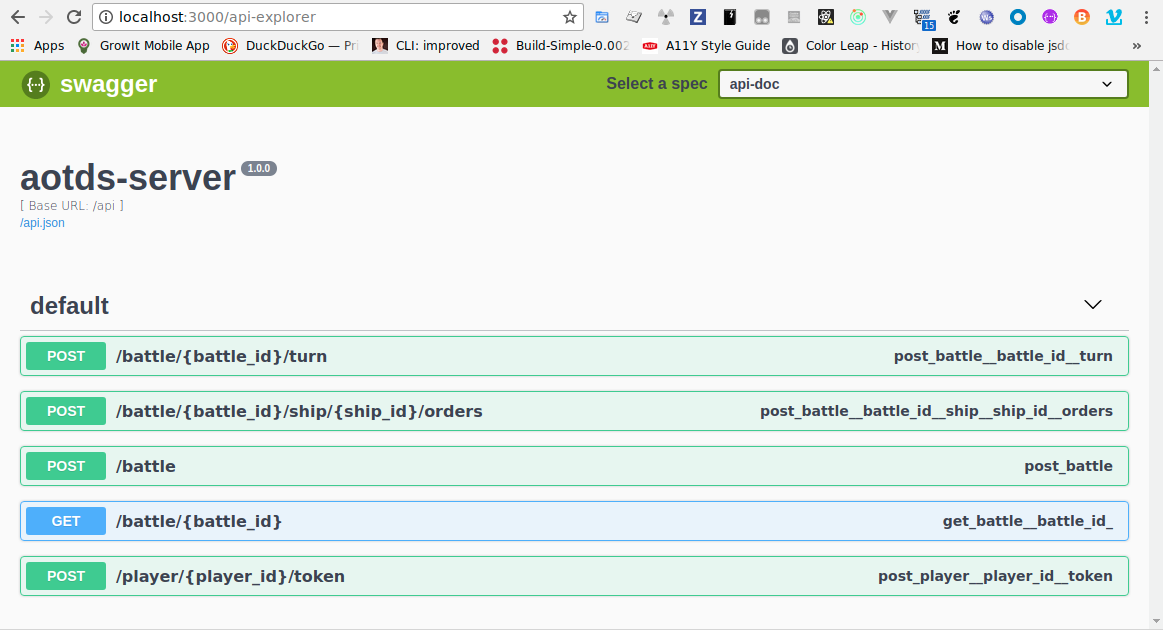 localhost:3000/api-explorer
Apps GrowIt Mobile App DuckDuckGo — Pri CLI: improved Build-Simple-0.002 A11Y Style Guide Color Leap - Histor How to disable jsdo »
{··} swagger Select a spec api-doc
aotds-server 1.0.0
[ Base URL: /api ]
/api.json
default
POST /battle/{battle_id}/turn post_battle__battle_id__turn
POST /battle/{battle_id}/ship/{ship_id}/orders post_battle__battle_id__ship__ship_id__orders
POST /battle post_battle
GET /battle/{battle_id} get_battle__battle_id_
POST /player/{player_id}/token post_player__player_id__token